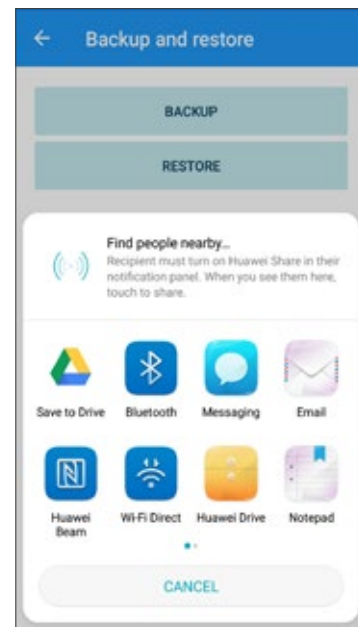 Backup and restore
BACKUP
RESTORE
Find people nearby...
Recipient must turn on Huawei Share in their
notification panel. When you see them here,
touch to share.
Save to Drive Bluetooth Messaging Email
Huawei Beam Wi-Fi Direct Huawei Drive Notepad
CANCEL